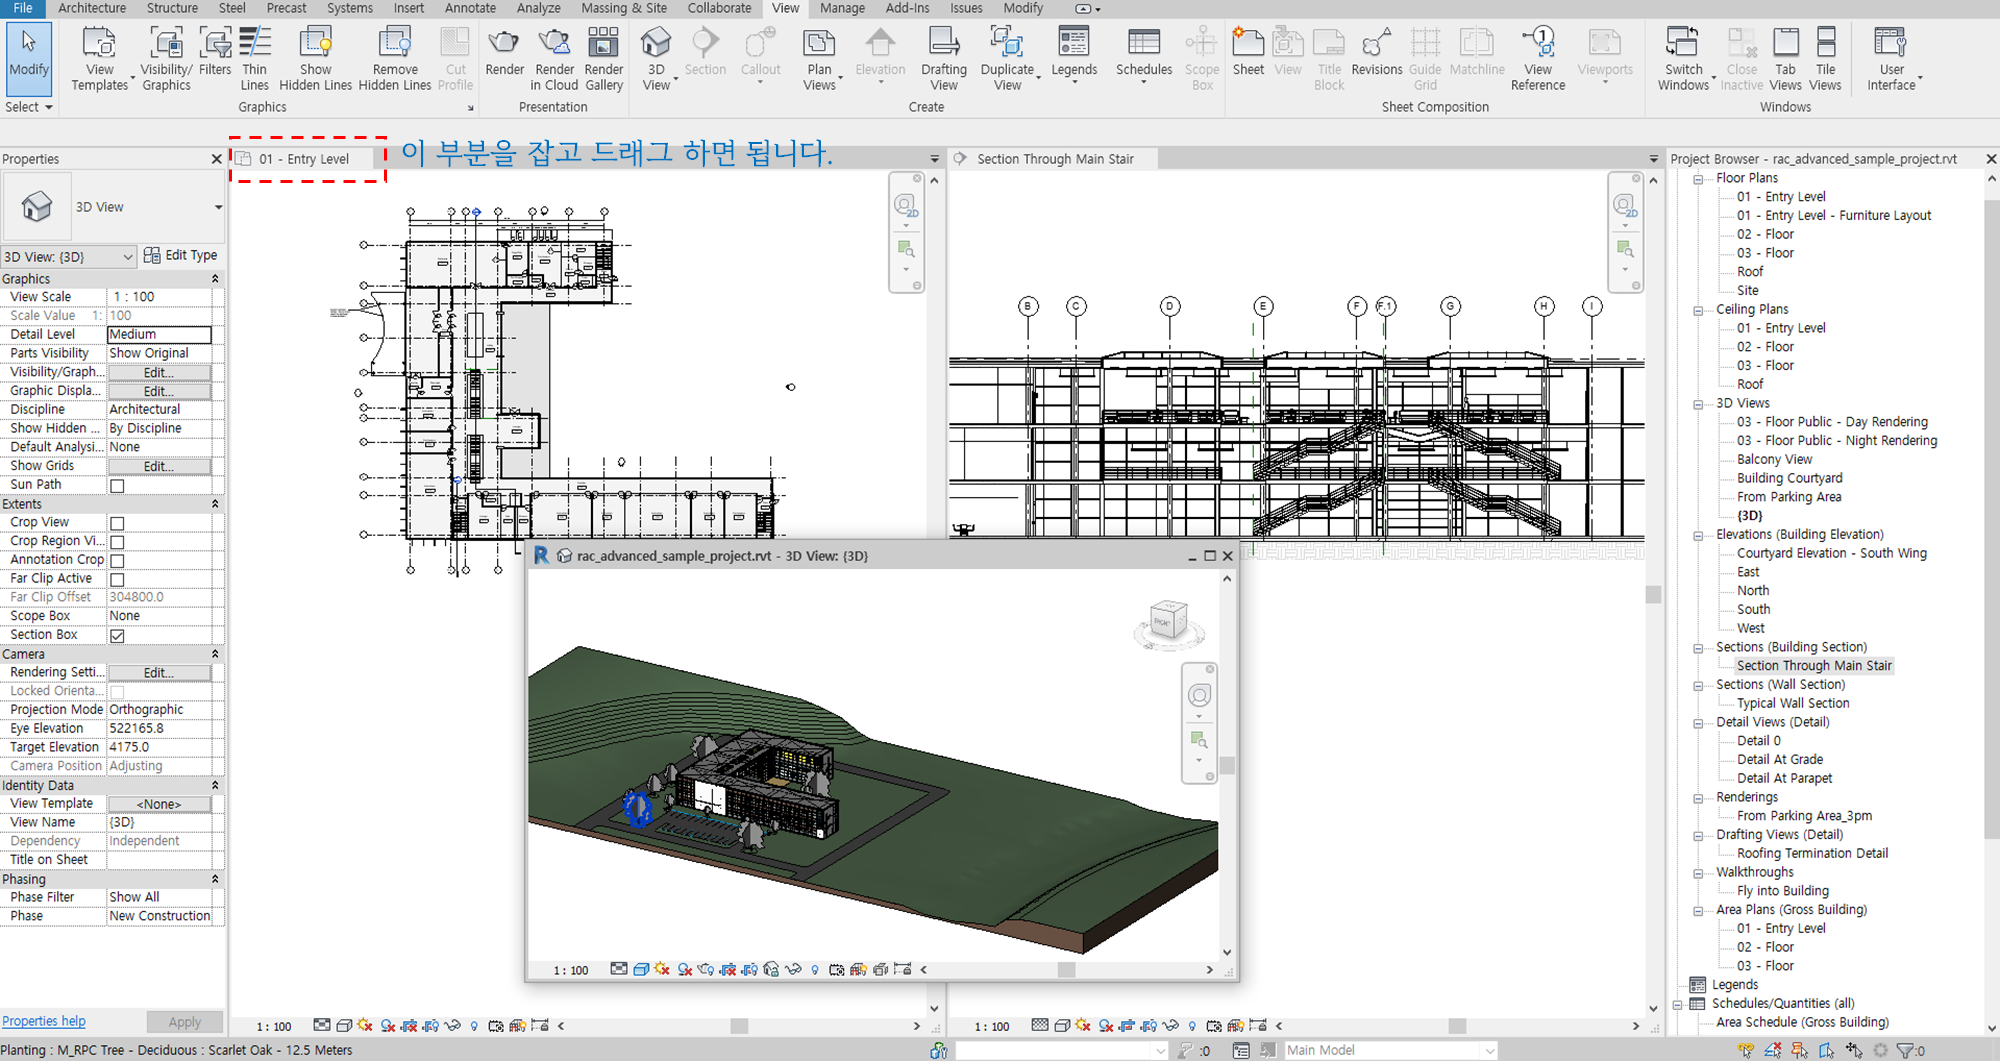 File Architecture Structure Steel Precast Systems Insert Annotate Analyze Massing & Site Collaborate View Manage Add-Ins Issues Modify
Modify
View Templates
Visibility/ Graphics
Filters
Thin Lines
Show Hidden Lines
Remove Hidden Lines
Cut Profile
Render
Render in Cloud
Render Gallery
3D View
Section
Callout
Plan Views
Elevation
Drafting View
Duplicate View
Legends
Schedules
Scope Box
Sheet
View
Title Block
Revisions
Guide Grid
Matchline
View Reference
Viewports
Switch Windows
Close Inactive
Tab Views
Tile Views
User Interface
Select Graphics Presentation Create Sheet Composition Windows
Properties
3D View
3D View: {3D} Edit Type
Graphics
View Scale 1 : 100
Scale Value 1: 100
Detail Level Medium
Parts Visibility Show Original
Visibility/Graph... Edit...
Graphic Displa... Edit...
Discipline Architectural
Show Hidden ... By Discipline
Default Analysi... None
Show Grids Edit...
Sun Path
Extents
Crop View
Crop Region Vi...
Annotation Crop
Far Clip Active
Far Clip Offset 304800.0
Scope Box None
Section Box
Camera
Rendering Setti... Edit...
Locked Orienta...
Projection Mode Orthographic
Eye Elevation 522165.8
Target Elevation 4175.0
Camera Position Adjusting
Identity Data
View Template <None>
View Name {3D}
Dependency Independent
Title on Sheet
Phasing
Phase Filter Show All
Phase New Construction
Properties help Apply
01 - Entry Level
이 부분을 잡고 드래그 하면 됩니다.
2D
1 : 100
Section Through Main Stair
2D
B C D E F F.1 G H I
1 : 100
rac_advanced_sample_project.rvt - 3D View: {3D}
1 : 100
Project Browser - rac_advanced_sample_project.rvt
Floor Plans
01 - Entry Level
01 - Entry Level - Furniture Layout
02 - Floor
03 - Floor
Roof
Site
Ceiling Plans
01 - Entry Level
02 - Floor
03 - Floor
Roof
3D Views
03 - Floor Public - Day Rendering
03 - Floor Public - Night Rendering
Balcony View
Building Courtyard
From Parking Area
{3D}
Elevations (Building Elevation)
Courtyard Elevation - South Wing
East
North
South
West
Sections (Building Section)
Section Through Main Stair
Sections (Wall Section)
Typical Wall Section
Detail Views (Detail)
Detail 0
Detail At Grade
Detail At Parapet
Renderings
From Parking Area_3pm
Drafting Views (Detail)
Roofing Termination Detail
Walkthroughs
Fly into Building
Area Plans (Gross Building)
01 - Entry Level
02 - Floor
03 - Floor
Legends
Schedules/Quantities (all)
Area Schedule (Gross Building)
Planting : M_RPC Tree - Deciduous : Scarlet Oak - 12.5 Meters :0 Main Model :0